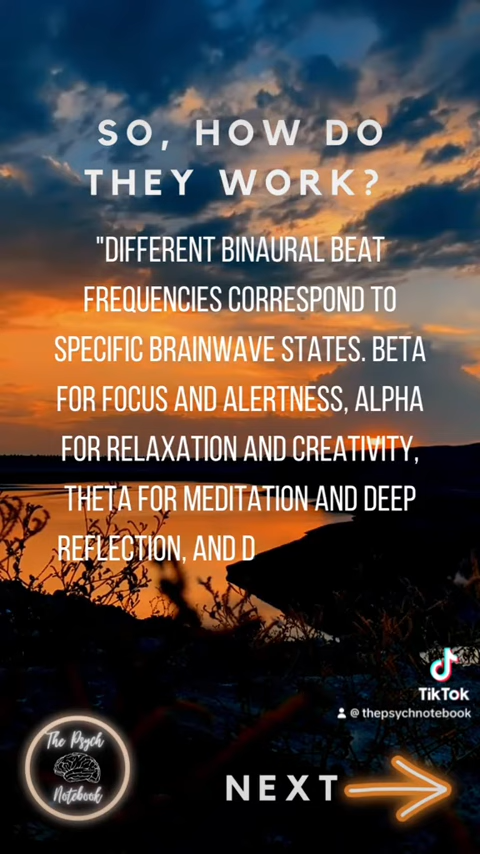 SO, HOW DO
THEY WORK?
"DIFFERENT BINAURAL BEAT
FREQUENCIES CORRESPOND TO
SPECIFIC BRAINWAVE STATES. BETA
FOR FOCUS AND ALERTNESS, ALPHA
FOR RELAXATION AND CREATIVITY,
THETA FOR MEDITATION AND DEEP
REFLECTION, AND D
TikTok
@ thepsychnotebook
The Psych
Notebook
NEXT